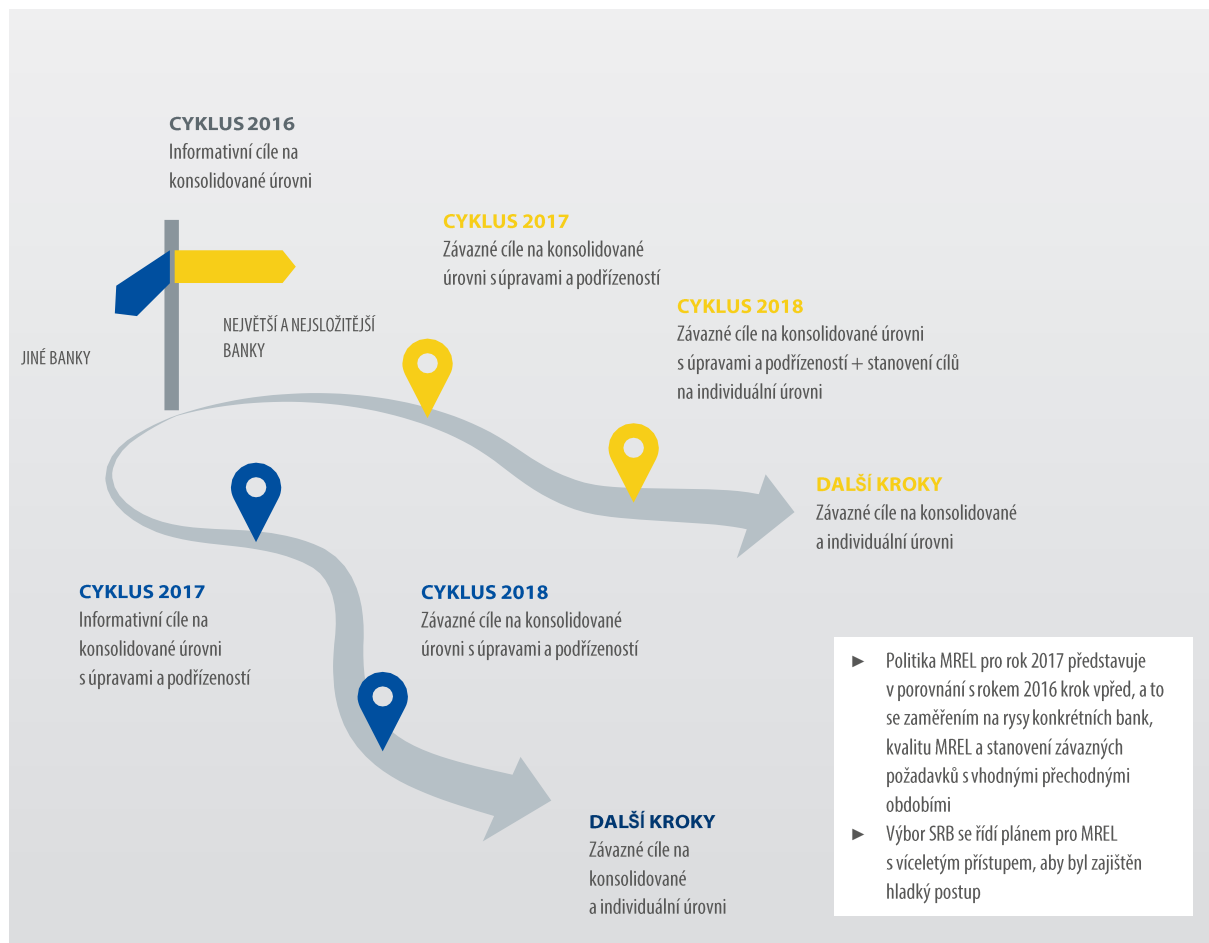 CYKLUS 2016
Informativní cíle na
konsolidované úrovni
CYKLUS 2017
Závazné cíle na konsolidované
úrovni s úpravami a podřízeností
CYKLUS 2018
Závazné cíle na konsolidované úrovni
s úpravami a podřízeností + stanovení cílů
na individuální úrovni
NEJVĚTŠÍ A NEJSLOŽITĚJŠÍ
BANKY
JINÉ BANKY
DALŠÍ KROKY
Závazné cíle na konsolidované
a individuální úrovni
CYKLUS 2017
Informativní cíle na
konsolidované úrovni
s úpravami a podřízeností
CYKLUS 2018
Závazné cíle na konsolidované
úrovni s úpravami a podřízeností
DALŠÍ KROKY
Závazné cíle na
konsolidované
a individuální úrovni
► Politika MREL pro rok 2017 představuje
v porovnání s rokem 2016 krok vpřed, a to
se zaměřením na rysy konkrétních bank,
kvalitu MREL a stanovení závazných
požadavků s vhodnými přechodnými
obdobími
► Výbor SRB se řídí plánem pro MREL
s víceletým přístupem, aby byl zajištěn
hladký postup